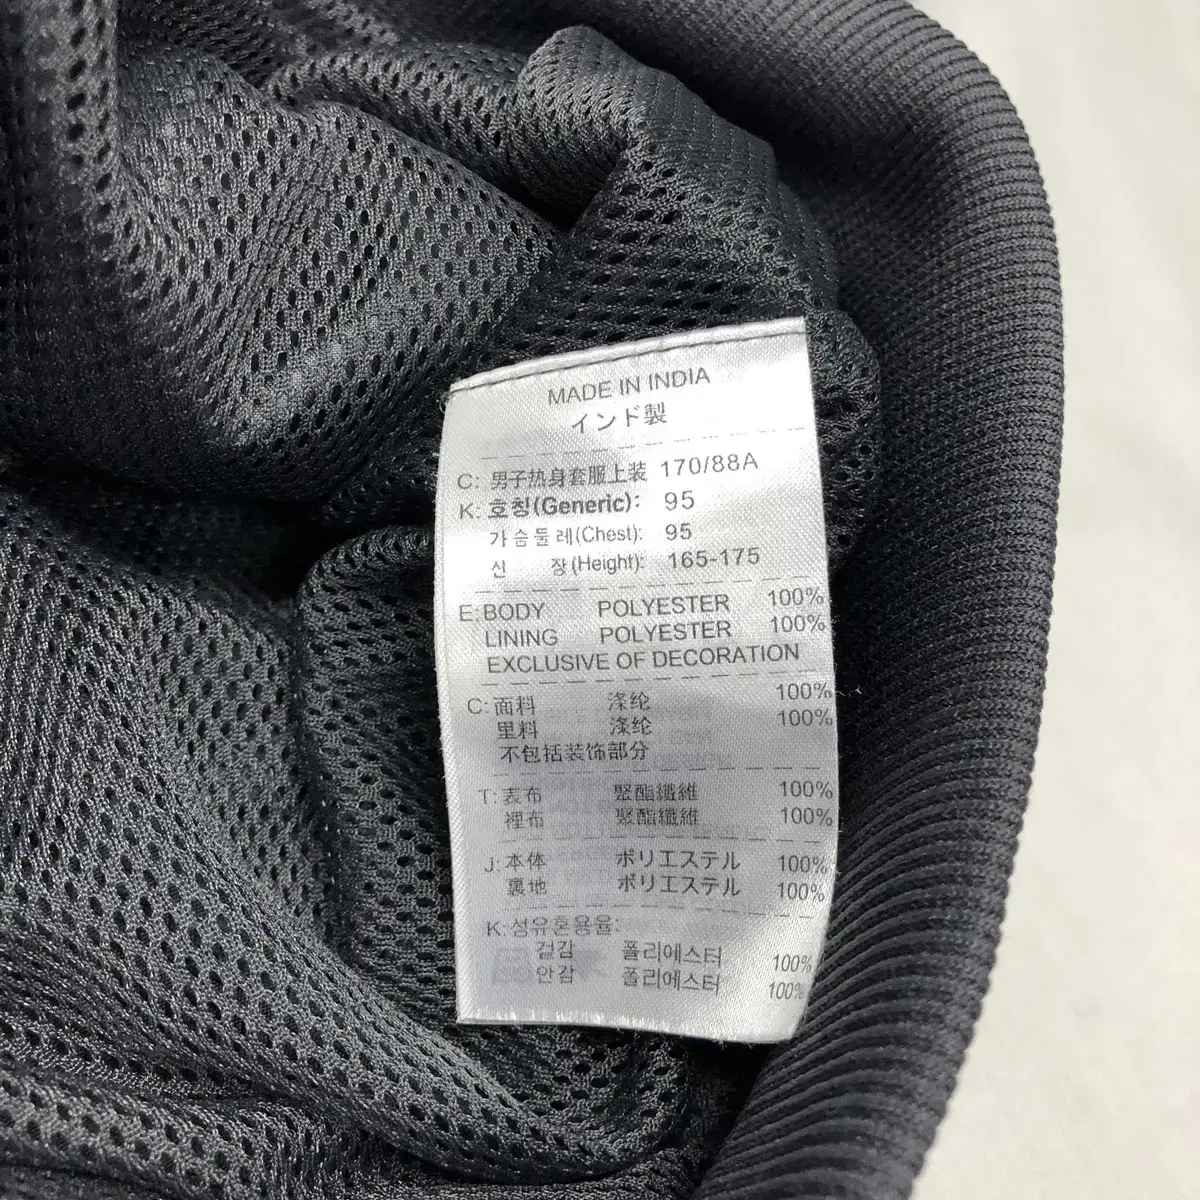 MADE IN INDIA
インド製
C: 男子热身套服上装 170/88A
K: 호칭(Generic): 95
가슴둘레(Chest): 95
신 장(Height): 165-175
E: BODY POLYESTER 100%
LINING POLYESTER 100%
EXCLUSIVE OF DECORATION
C: 面料 涤纶 100%
里料 涤纶 100%
不包括装饰部分
T: 表布 聚酯纖維 100%
裡布 聚酯纖維 100%
J: 本体 ポリエステル 100%
裏地 ポリエステル 100%
K: 섬유혼용율:
겉감 폴리에스터 100%
안감 폴리에스터 100%